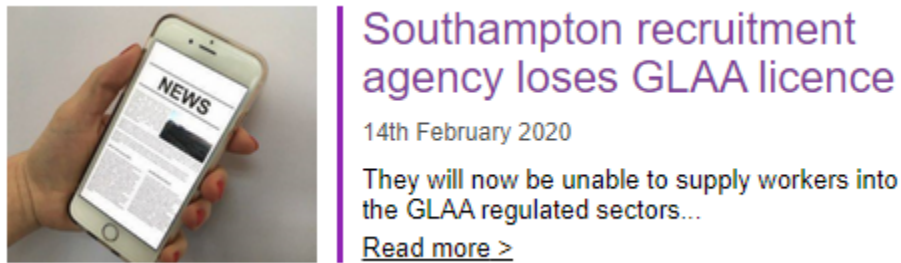 NEWS
Southampton recruitment
agency loses GLAA licence
14th February 2020
They will now be unable to supply workers into
the GLAA regulated sectors...
Read more >